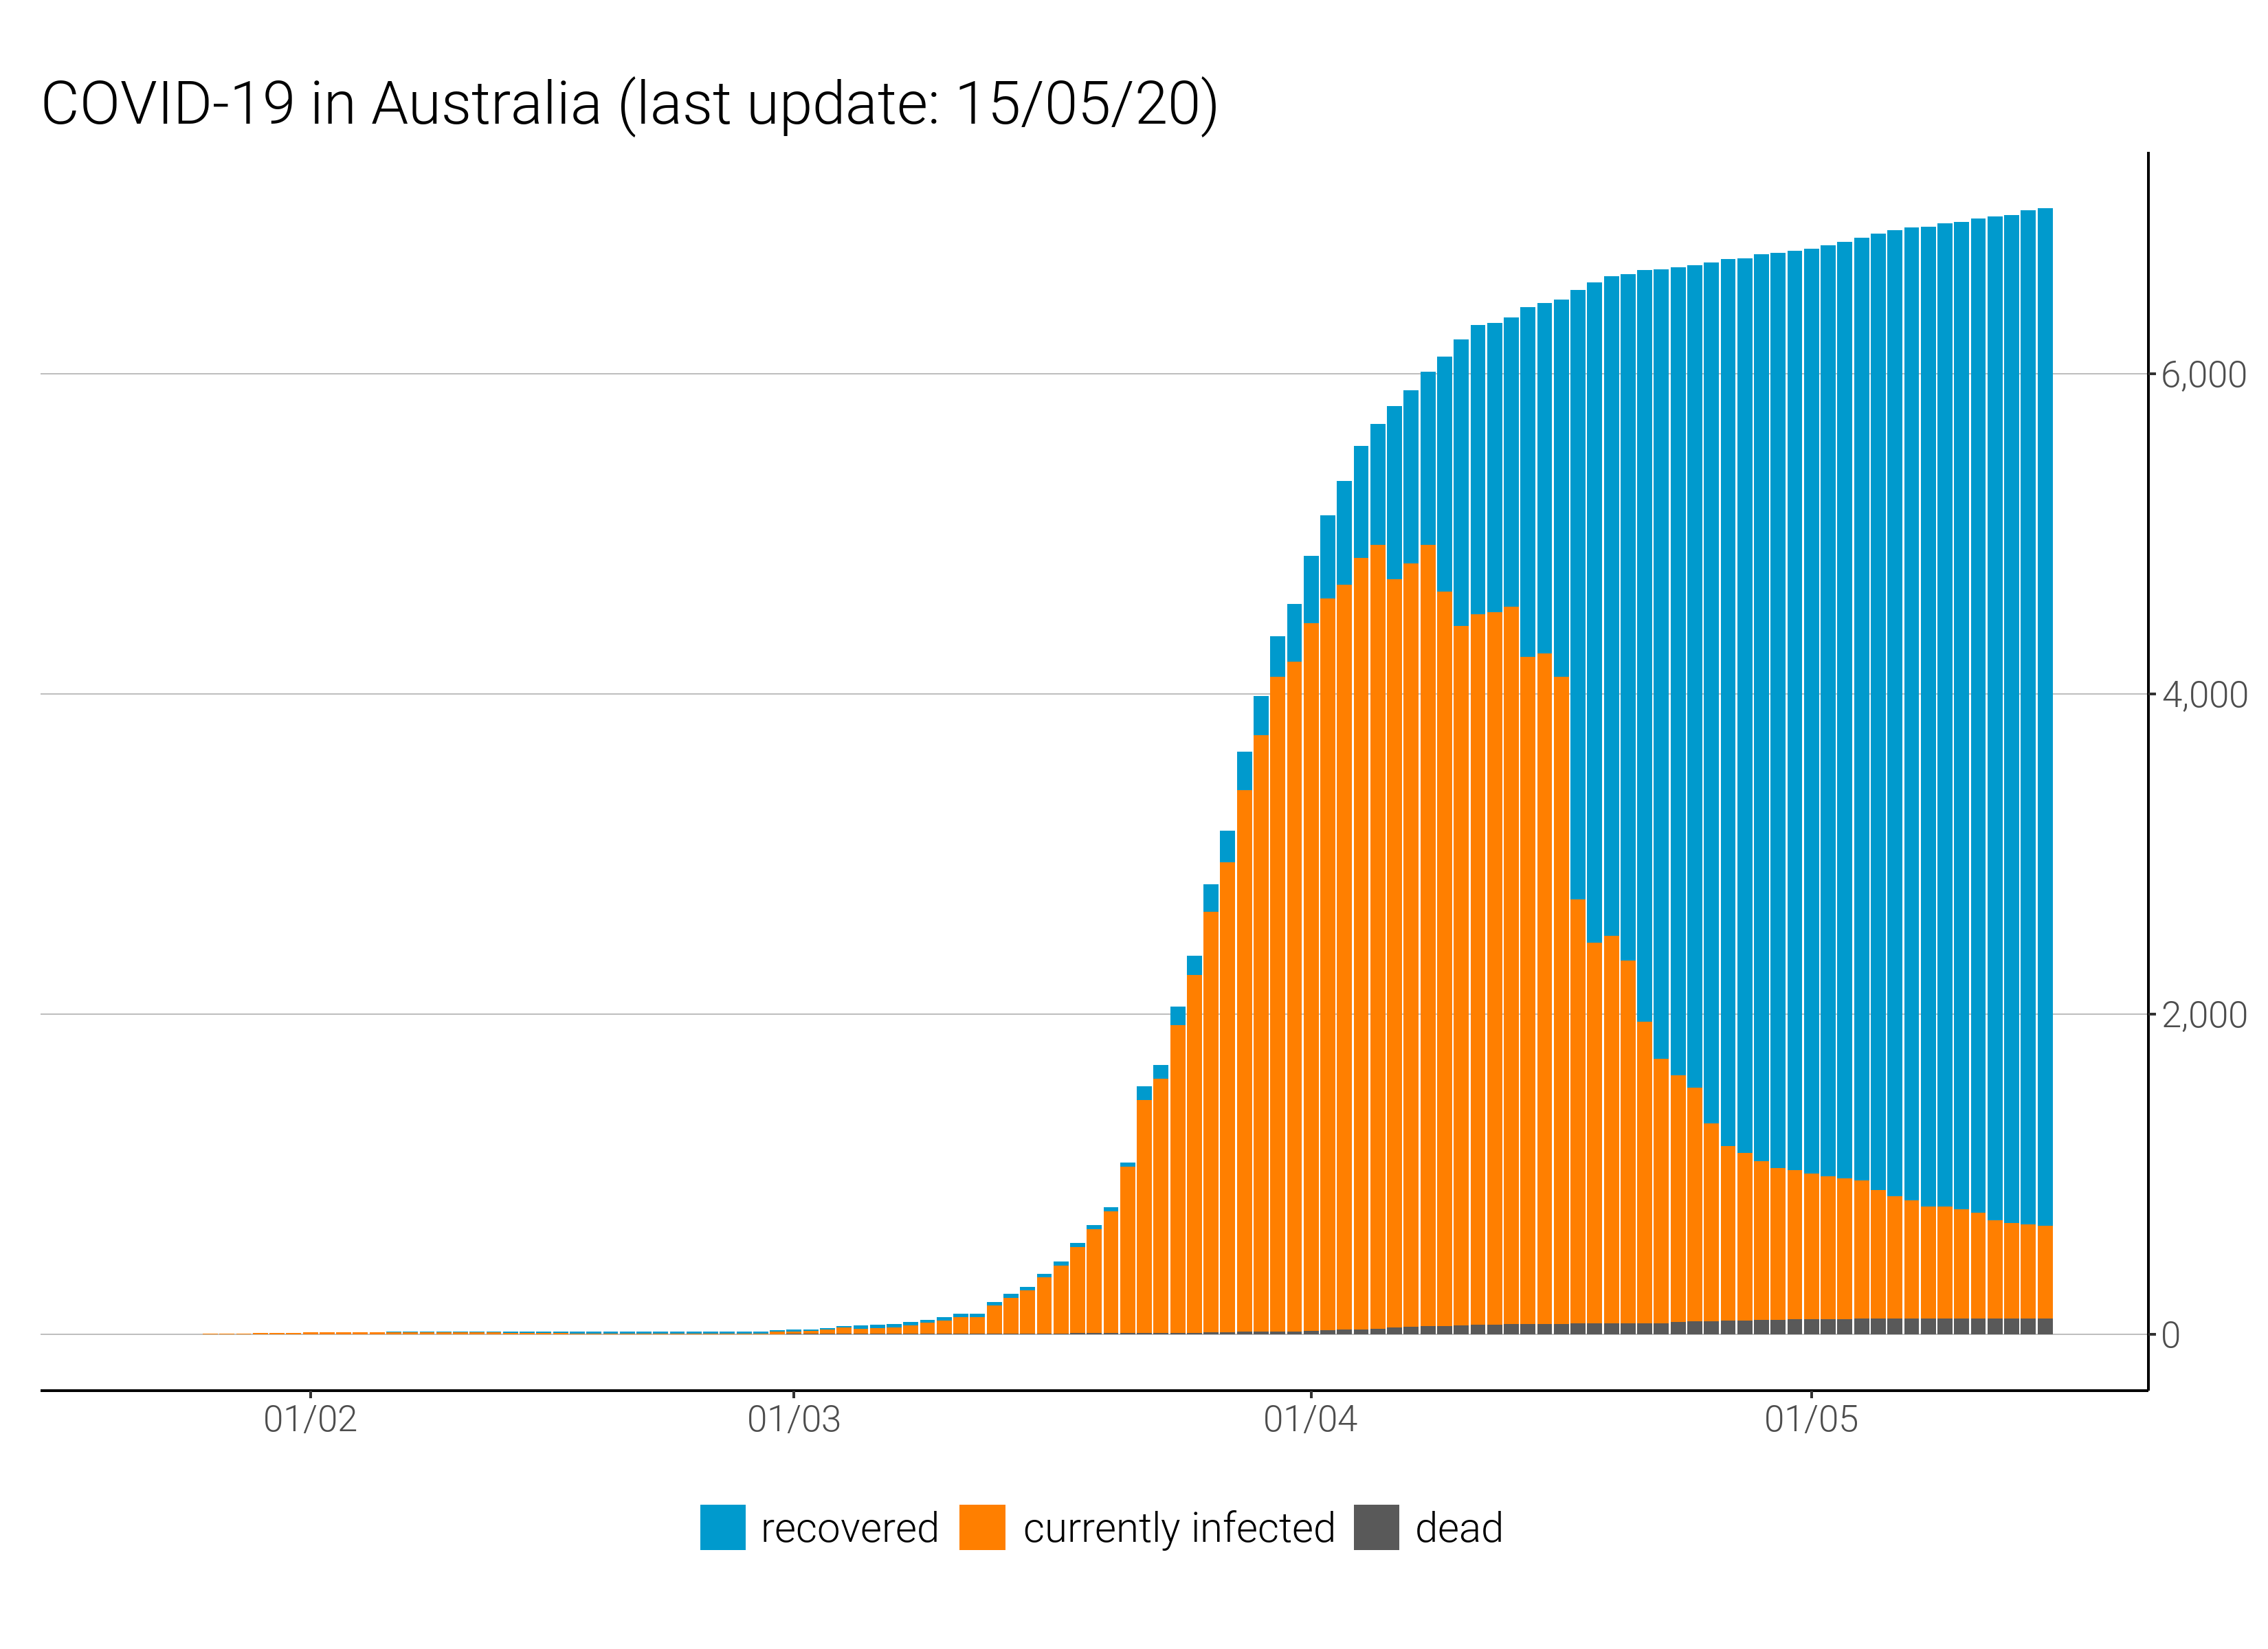 COVID-19 in Australia (last update: 15/05/20)
6,000
4,000
2,000
0
01/02 01/03 01/04 01/05
recovered currently infected dead